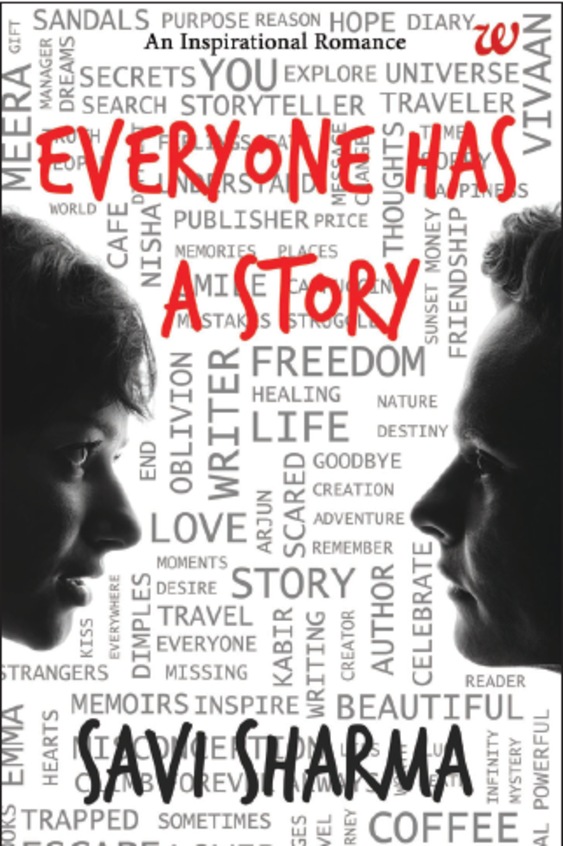 SANDALS PURPOSE REASON HOPE DIARY
GIFT
An Inspirational Romance
w
MEERA
MANAGER
DREAMS
SECRETS YOU EXPLORE UNIVERSE
VIVAAN
SEARCH STORYTELLER TRAVELER
EVERYONE HAS
UNDERSTAND
MESSAGE
THOUGHTS
WORLD
CAFE
NISHA
PUBLISHER PRICE
MEMORIES PLACES
SUNSET
MONEY
FRIENDSHIP
A STORY
OBLIVION
WRITER
FREEDOM
HEALING NATURE
LIFE DESTINY
END
SCARED
GOODBYE
CREATION
ADVENTURE
REMEMBER
LOVE
ARJUN
MOMENTS
DESIRE STORY
KISS
EVERYWHERE
DIMPLES
TRAVEL
EVERYONE
MISSING
KABIR
WRITING
CREATOR
AUTHOR
CELEBRATE
STRANGERS
READER
MEMOIRS INSPIRE BEAUTIFUL
EMMA
HEARTS
SAVI SHARMA
INFINITY
MYSTERY
POWERFUL
TRAPPED SOMETIMES COFFEE